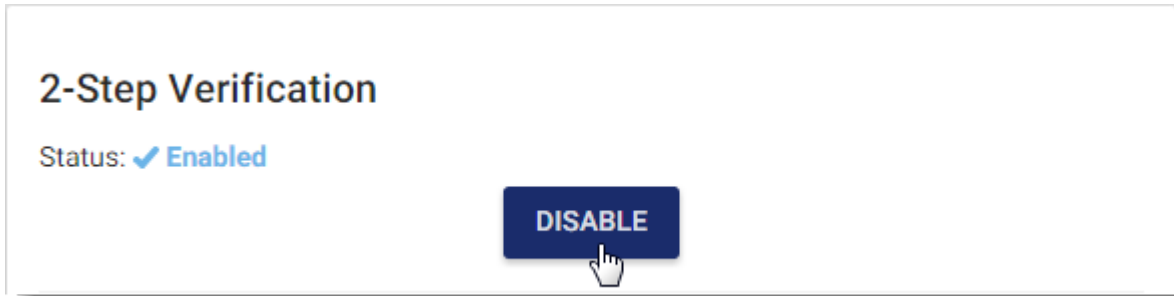 2-Step Verification
Status: ✔ Enabled
DISABLE